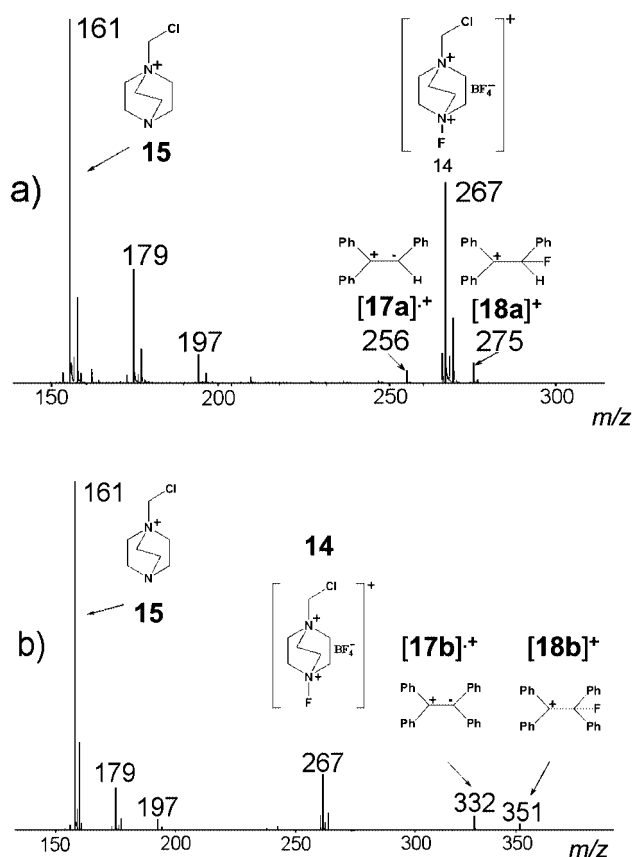 161
Cl
N+
N
15
a)
179
197
[
Cl
N+
BF4−
N+
F
]+
14
267
Ph Ph
+ -
Ph H
[17a].+
256
Ph Ph
+ F
Ph H
[18a]+
275
150 200 250 300
m/z
161
Cl
N+
N
15
b)
179
197
14
[
Cl
N+
BF4−
N+
F
]+
267
[17b].+
Ph Ph
+ -
Ph Ph
332
[18b]+
Ph Ph
+ F
Ph Ph
351
150 200 250 300 350
m/z